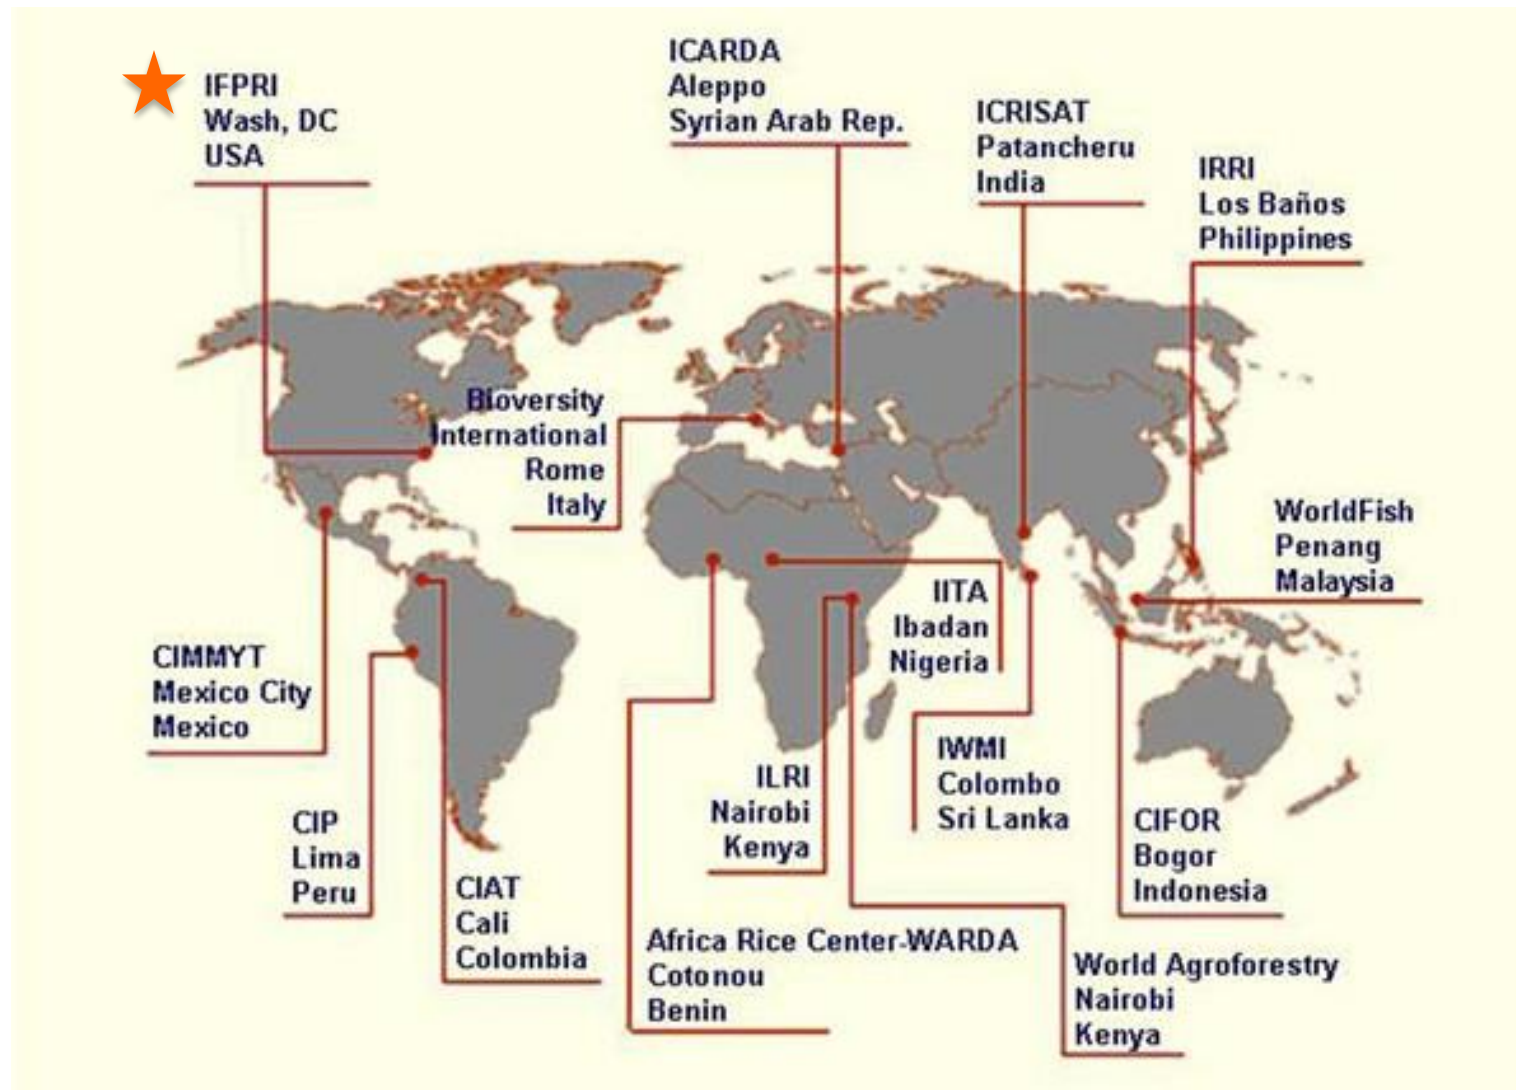 IFPRI
Wash, DC
USA
ICARDA
Aleppo
Syrian Arab Rep.
ICRISAT
Patancheru
India
IRRI
Los Baños
Philippines
Bioversity
International
Rome
Italy
WorldFish
Penang
Malaysia
IITA
Ibadan
Nigeria
CIMMYT
Mexico City
Mexico
IWMI
Colombo
Sri Lanka
ILRI
Nairobi
Kenya
CIP
Lima
Peru
CIFOR
Bogor
Indonesia
CIAT
Cali
Colombia
Africa Rice Center-WARDA
Cotonou
Benin
World Agroforestry
Nairobi
Kenya